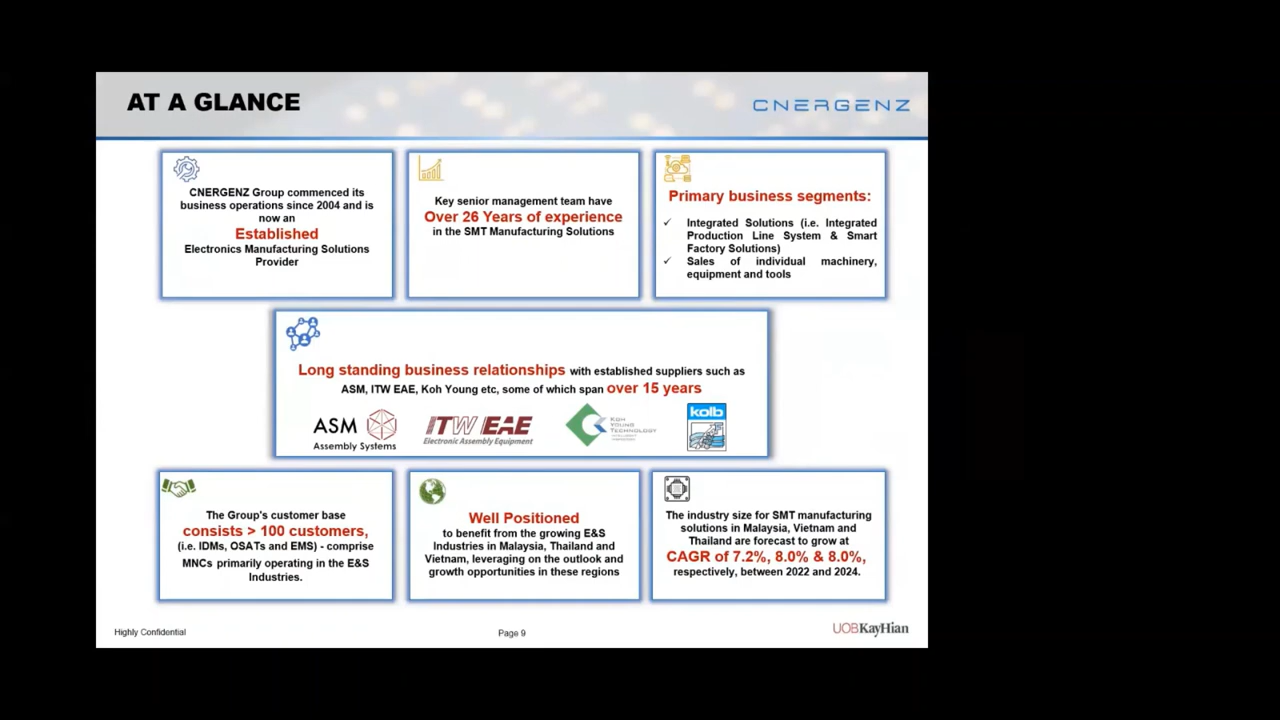 AT A GLANCE
CNERGENZ
CNERGENZ Group commenced its
business operations since 2004 and is
now an
Established
Electronics Manufacturing Solutions
Provider
Key senior management team have
Over 26 Years of experience
in the SMT Manufacturing Solutions
Primary business segments:
✓ Integrated Solutions (i.e. Integrated
Production Line System & Smart
Factory Solutions)
✓ Sales of individual machinery,
equipment and tools
Long standing business relationships with established suppliers such as
ASM, ITW EAE, Koh Young etc, some of which span over 15 years
ASM
Assembly Systems
ITW EAE
Electronic Assembly Equipment
KOH
YOUNG
TECHNOLOGY
kolb
The Group's customer base
consists > 100 customers,
(i.e. IDMs, OSATs and EMS) - comprise
MNCs primarily operating in the E&S
Industries.
Well Positioned
to benefit from the growing E&S
Industries in Malaysia, Thailand and
Vietnam, leveraging on the outlook and
growth opportunities in these regions
The industry size for SMT manufacturing
solutions in Malaysia, Vietnam and
Thailand are forecast to grow at
CAGR of 7.2%, 8.0% & 8.0%,
respectively, between 2022 and 2024.
Highly Confidential
Page 9
UOBKayHian